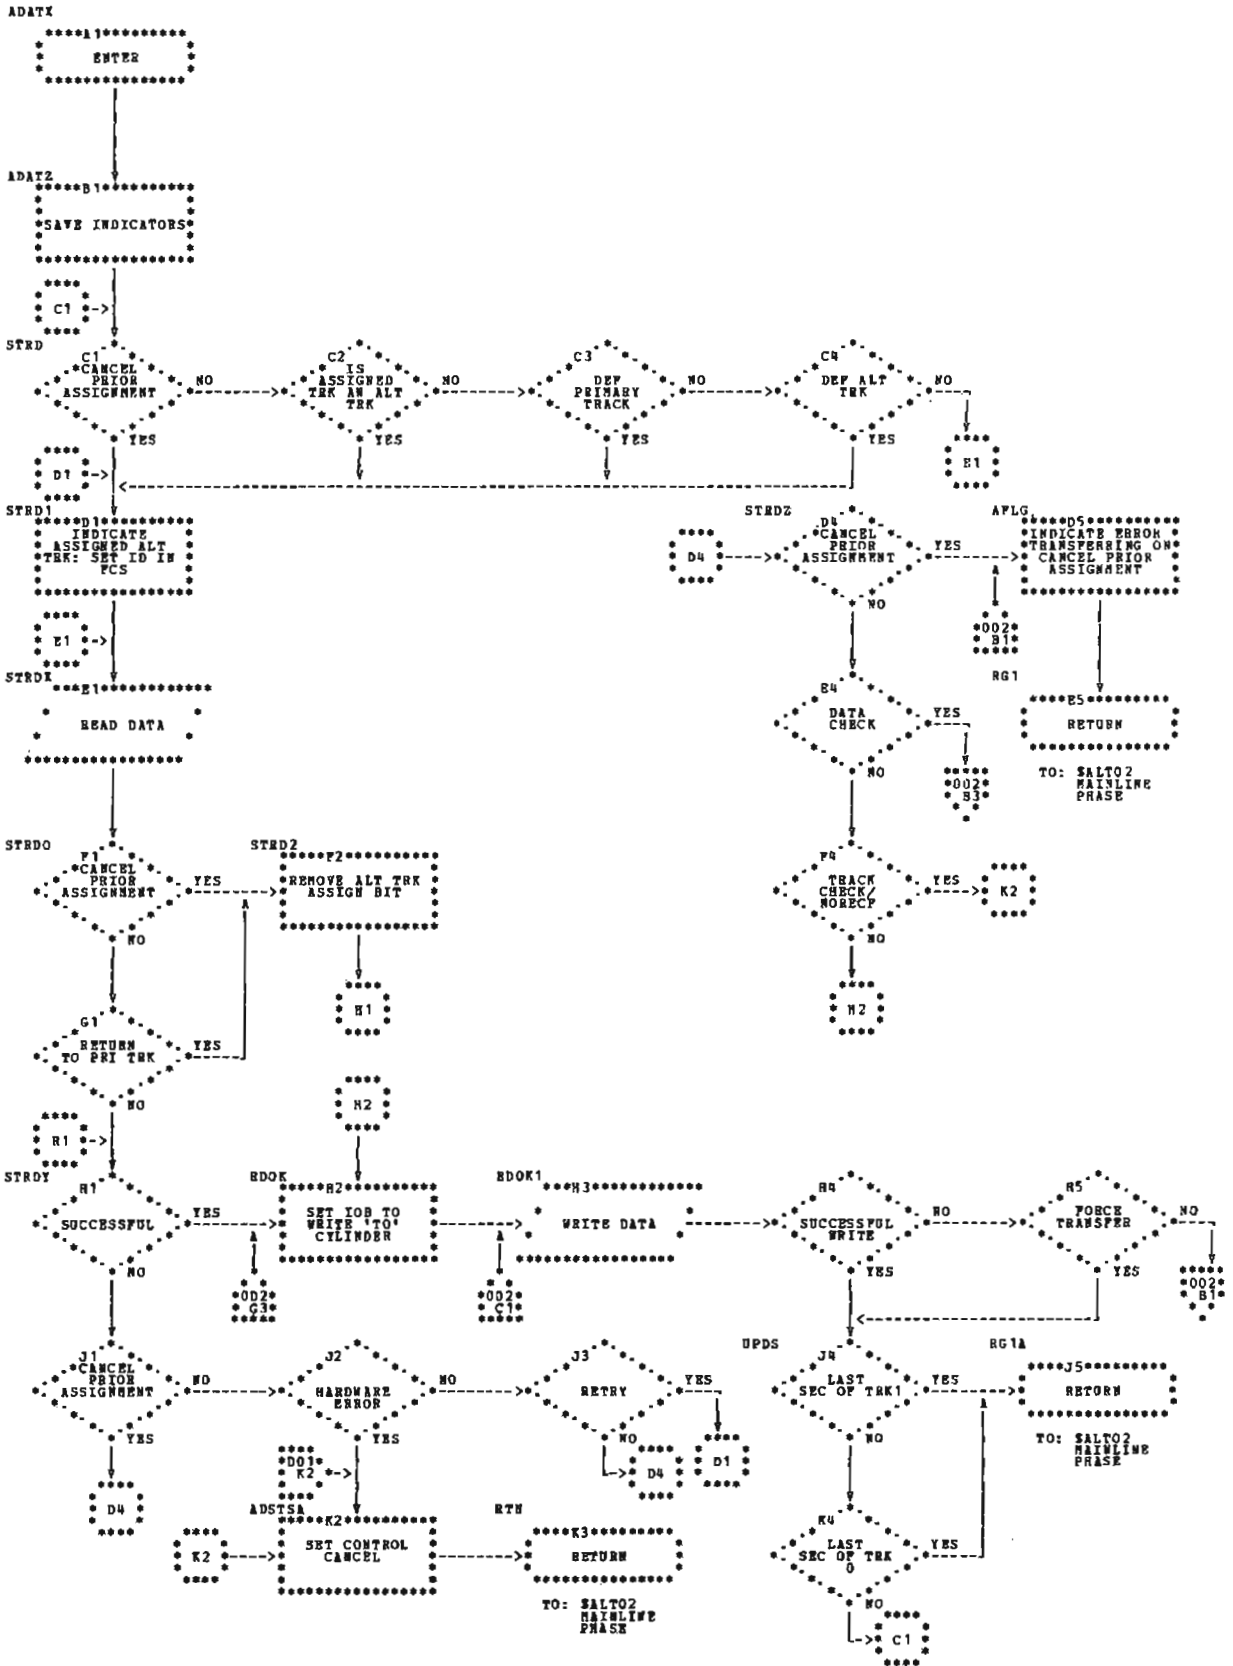 ADATX
A1
ENTER
ADATZ
B1
SAVE INDICATORS
C1
STRD
C1
CANCEL
PRIOR
ASSIGNMENT
NO
YES
C2
IS
ASSIGNED
TRK AN ALT
TRK
NO
YES
C3
DEF
PRIMARY
TRACK
NO
YES
C4
DEF ALT
TRK
NO
YES
E1
D1
STRD1
D1
INDICATE
ASSIGNED ALT
TRK: SET ID IN
FCS
STRDZ
D4
D4
CANCEL
PRIOR
ASSIGNMENT
YES
NO
AFLG
D5
INDICATE ERROR
TRANSFERRING ON
CANCEL PRIOR
ASSIGNMENT
002
B1
E1
STRDX
E1
READ DATA
E4
DATA
CHECK
YES
NO
002
B3
RG1
E5
RETURN
TO: $ALT02
MAINLINE
PHASE
STRDO
F1
CANCEL
PRIOR
ASSIGNMENT
YES
NO
STRD2
F2
REMOVE ALT TRK
ASSIGN BIT
H1
F4
TRACK
CHECK/
NORECF
YES
NO
K2
H2
G1
RETURN
TO PRI TRK
YES
NO
H2
H1
STRDY
H1
SUCCESSFUL
YES
NO
RDOK
H2
SET IOB TO
WRITE 'TO'
CYLINDER
002
G3
RDOK1
H3
WRITE DATA
002
C1
H4
SUCCESSFUL
WRITE
NO
YES
H5
FORCE
TRANSFER
NO
YES
002
B1
J1
CANCEL
PRIOR
ASSIGNMENT
NO
YES
D4
J2
HARDWARE
ERROR
NO
YES
J3
RETRY
YES
NO
D4
D1
UPDS
J4
LAST
SEC OF TRK1
YES
NO
RG1A
J5
RETURN
TO: $ALT02
MAINLINE
PHASE
001
K2
ADSTSA
K2
K2
SET CONTROL
CANCEL
RTN
K3
RETURN
TO: $ALT02
MAINLINE
PHASE
K4
LAST
SEC OF TRK
0
YES
NO
C1